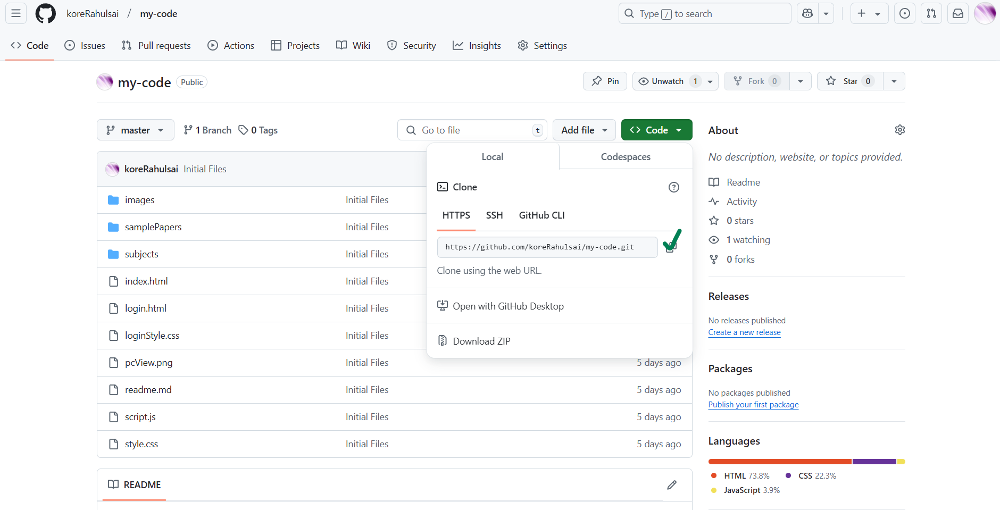 koreRahulsai / my-code
Type / to search
Code Issues Pull requests Actions Projects Wiki Security Insights Settings
my-code Public
Pin Unwatch 1 Fork 0 Star 0
master 1 Branch 0 Tags
Go to file t Add file Code
koreRahulsai Initial Files
images Initial Files
samplePapers Initial Files
subjects Initial Files
index.html Initial Files
login.html Initial Files
loginStyle.css Initial Files
pcView.png Initial Files 5 days ago
readme.md Initial Files 5 days ago
script.js Initial Files 5 days ago
style.css Initial Files 5 days ago
README
Local Codespaces
Clone
HTTPS SSH GitHub CLI
https://github.com/koreRahulsai/my-code.git
Clone using the web URL.
Open with GitHub Desktop
Download ZIP
About
No description, website, or topics provided.
Readme
Activity
0 stars
1 watching
0 forks
Releases
No releases published
Create a new release
Packages
No packages published
Publish your first package
Languages
HTML 73.8% CSS 22.3%
JavaScript 3.9%